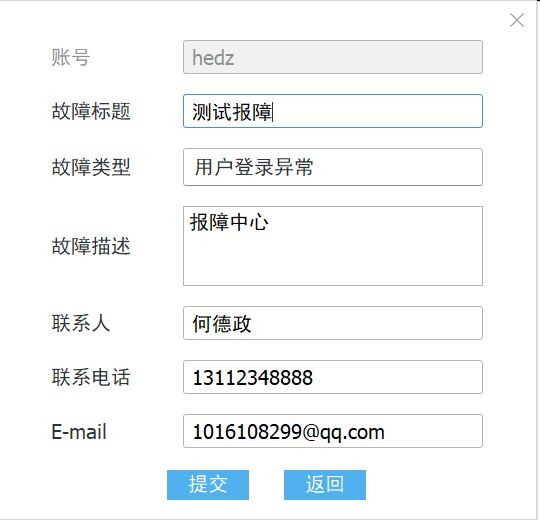 账号 hedz
故障标题 测试报障
故障类型 用户登录异常
故障描述 报障中心
联系人 何德政
联系电话 13112348888
E-mail 1016108299@qq.com
提交 返回